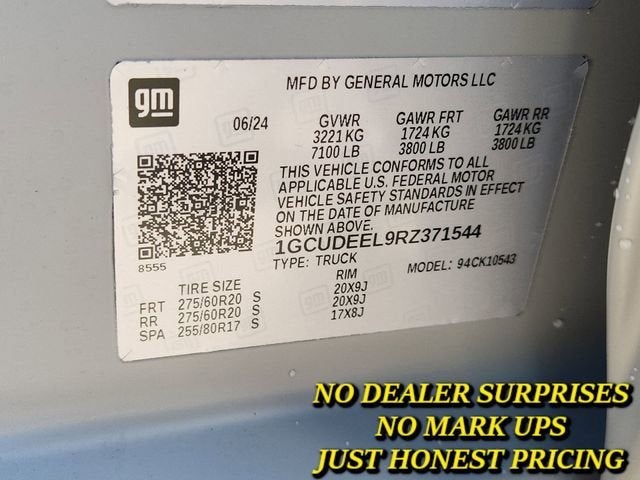 gm
MFD BY GENERAL MOTORS LLC
06/24 GVWR GAWR FRT GAWR RR
3221 KG 1724 KG 1724 KG
7100 LB 3800 LB 3800 LB
THIS VEHICLE CONFORMS TO ALL
APPLICABLE U.S. FEDERAL MOTOR
VEHICLE SAFETY STANDARDS IN EFFECT
ON THE DATE OF MANUFACTURE
SHOWN ABOVE.
1GCUDEEL9RZ371544
8555
TYPE: TRUCK MODEL: 94CK10543
TIRE SIZE RIM
FRT 275/60R20 S 20X9J
RR 275/60R20 S 20X9J
SPA 255/80R17 S 17X8J
NO DEALER SURPRISES
NO MARK UPS
JUST HONEST PRICING